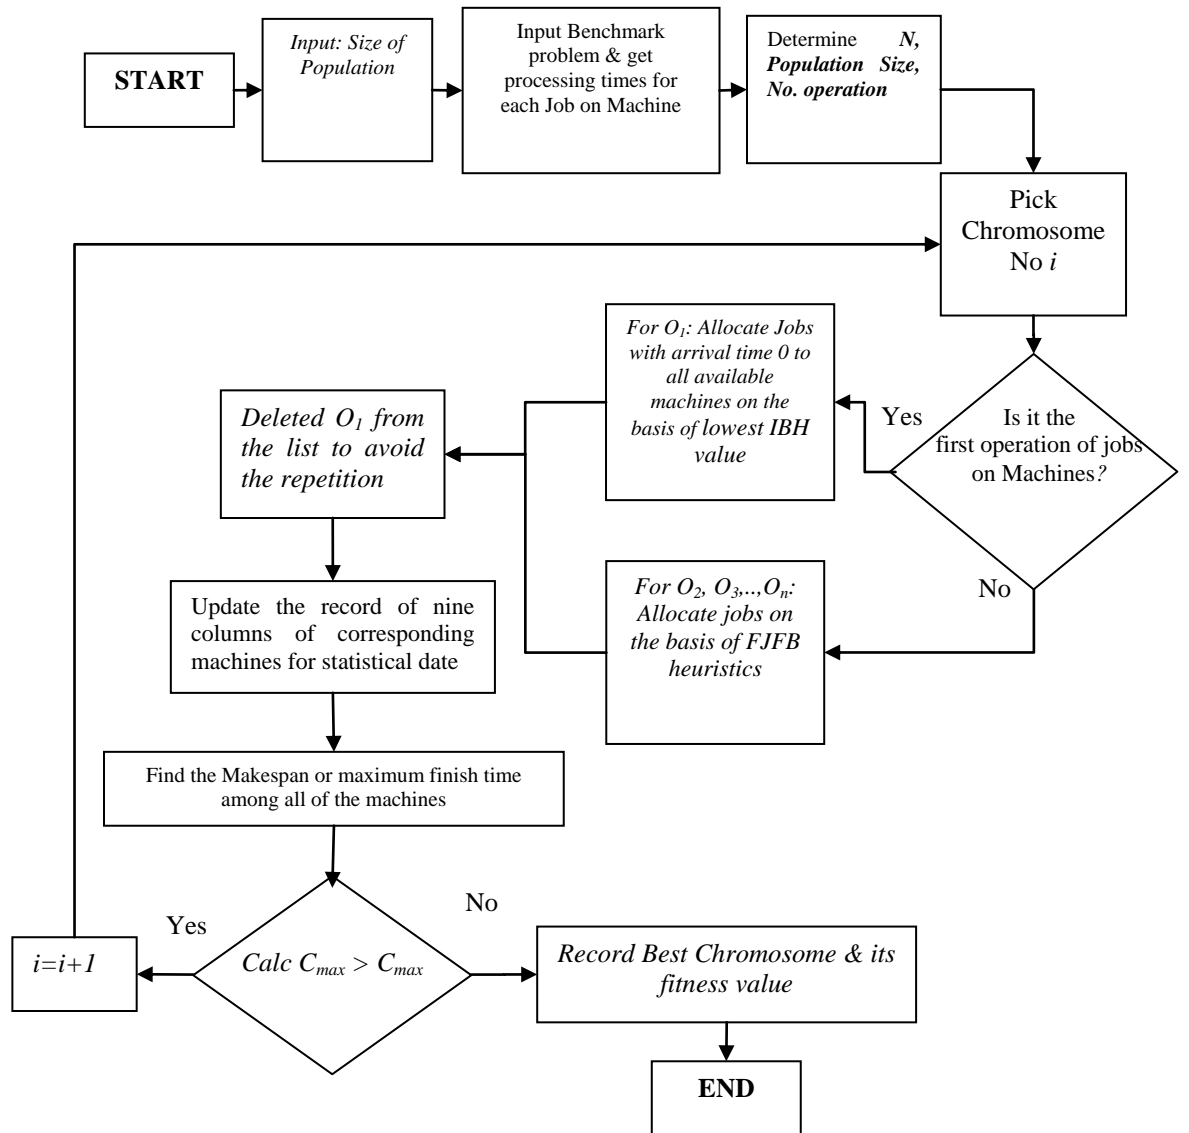 START
Input: Size of
Population
Input Benchmark
problem & get
processing times for
each Job on Machine
Determine N,
Population Size,
No. operation
Pick
Chromosome
No i
Is it the
first operation of jobs
on Machines?
Yes
No
For O1: Allocate Jobs
with arrival time 0 to
all available
machines on the
basis of lowest IBH
value
For O2, O3,..,On:
Allocate jobs on
the basis of FJFB
heuristics
Deleted O1 from
the list to avoid
the repetition
Update the record of nine
columns of corresponding
machines for statistical date
Find the Makespan or maximum finish time
among all of the machines
Calc Cmax > Cmax
Yes
No
i=i+1
Record Best Chromosome & its
fitness value
END